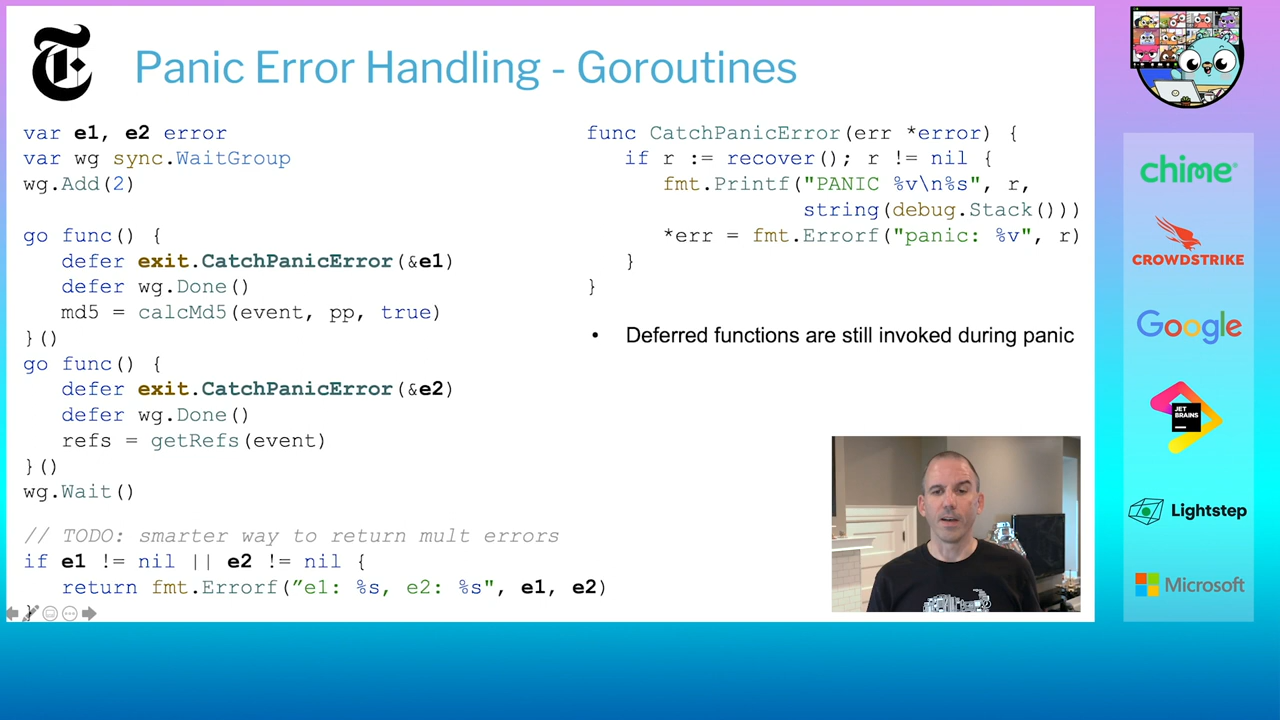 Panic Error Handling - Goroutines
var e1, e2 error
var wg sync.WaitGroup
wg.Add(2)
go func() {
defer exit.CatchPanicError(&e1)
defer wg.Done()
md5 = calcMd5(event, pp, true)
}()
go func() {
defer exit.CatchPanicError(&e2)
defer wg.Done()
refs = getRefs(event)
}()
wg.Wait()
// TODO: smarter way to return mult errors
if e1 != nil || e2 != nil {
return fmt.Errorf(”e1: %s, e2: %s", e1, e2)
}
func CatchPanicError(err *error) {
if r := recover(); r != nil {
fmt.Printf("PANIC %v\n%s", r,
string(debug.Stack()))
*err = fmt.Errorf("panic: %v", r)
}
}
• Deferred functions are still invoked during panic
chime
CROWDSTRIKE
Google
JET
BRAINS
Lightstep
Microsoft